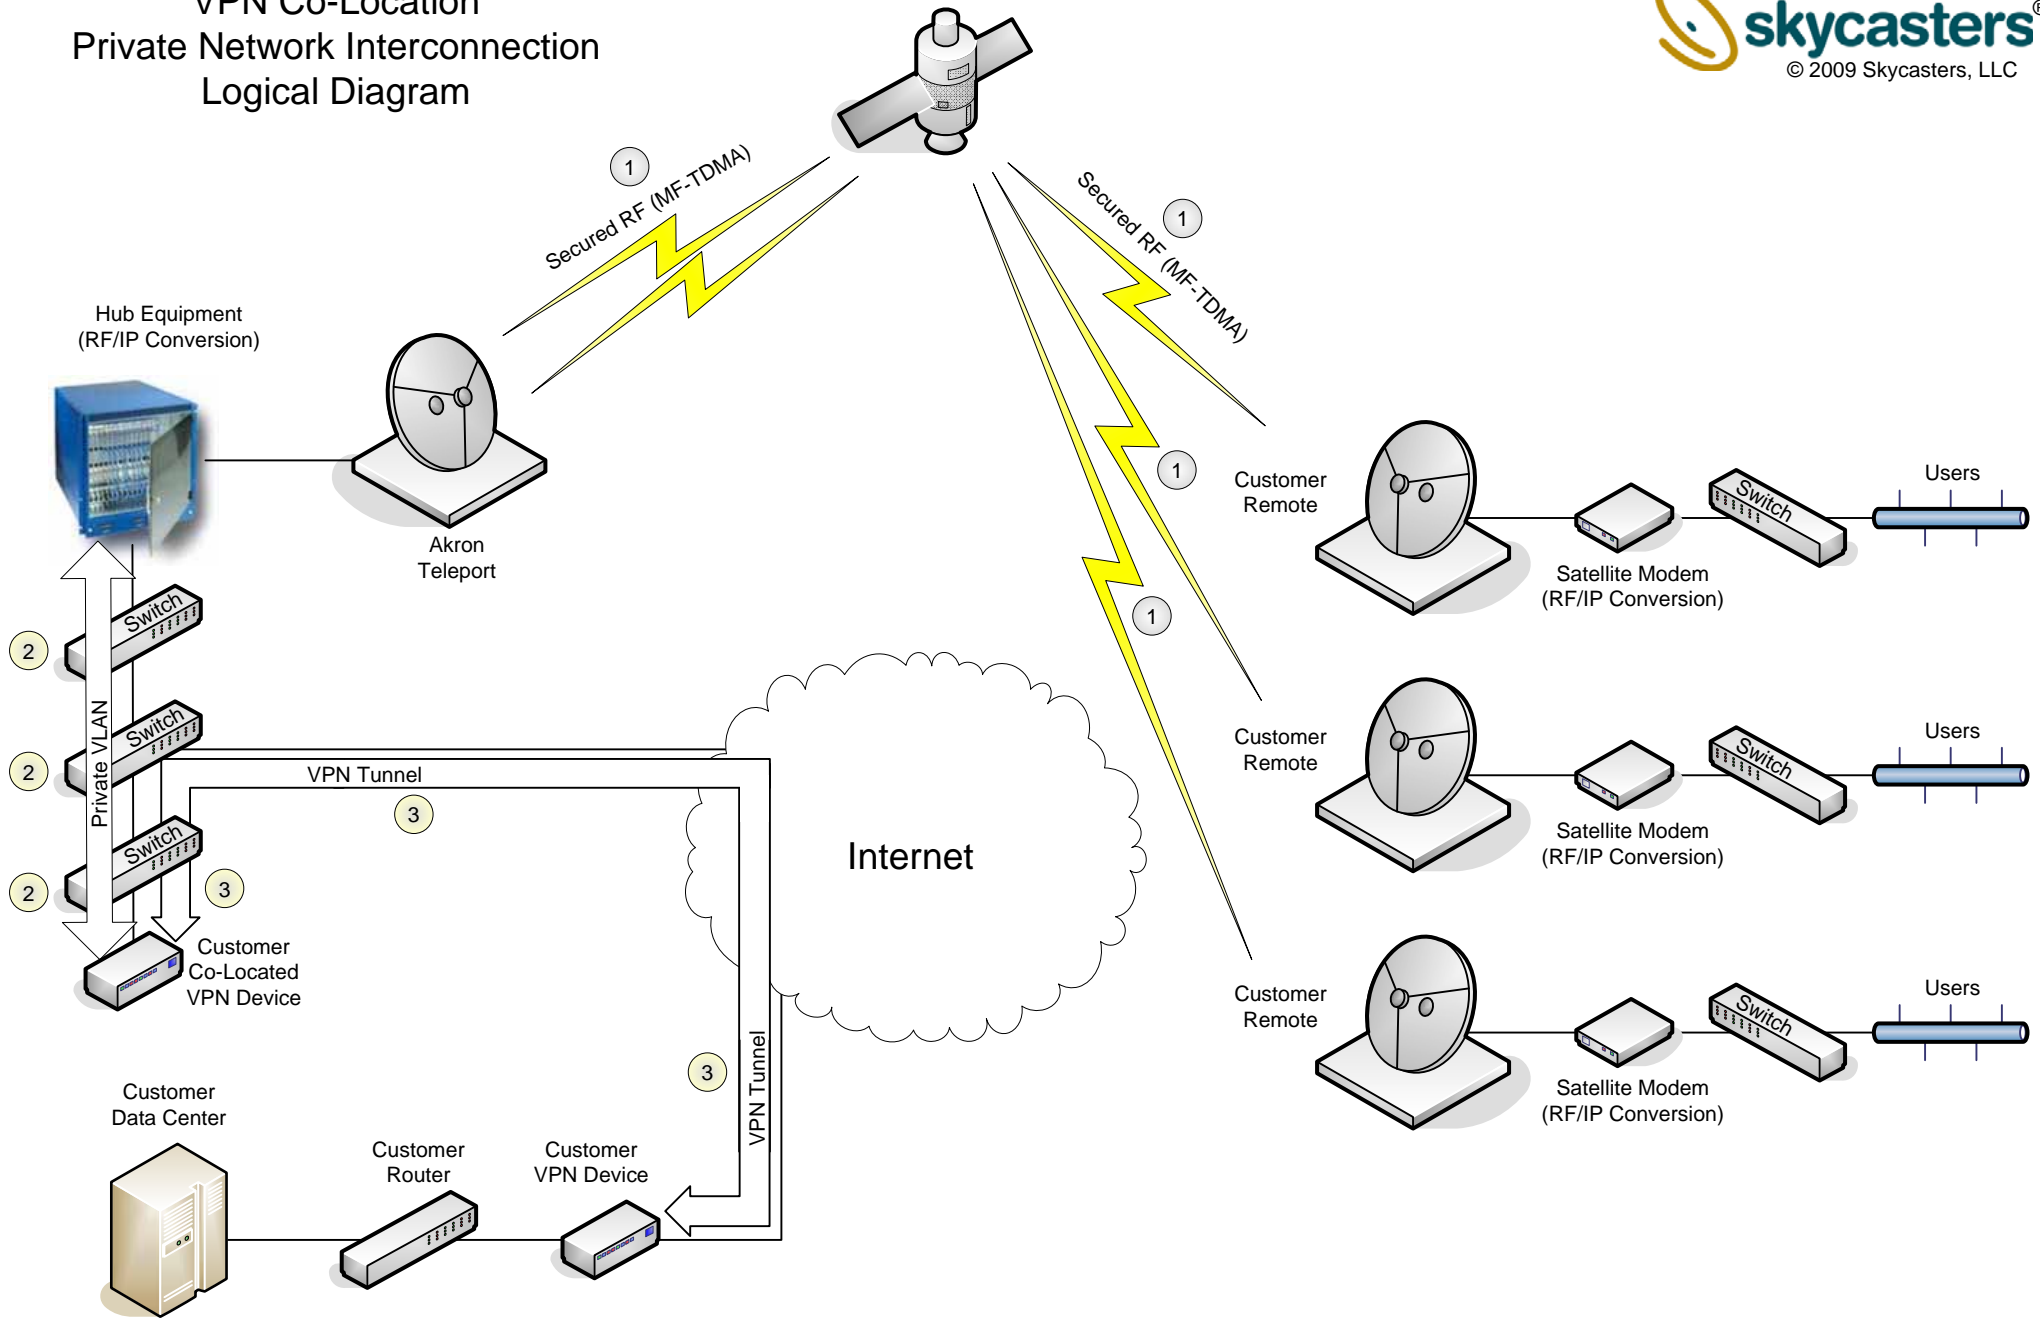 VPN Co-Location
Private Network Interconnection
Logical Diagram
skycasters®
© 2009 Skycasters, LLC
1
Secured RF (MF-TDMA)
1
Secured RF (MF-TDMA)
Hub Equipment
(RF/IP Conversion)
Akron
Teleport
1
1
Customer
Remote
Switch
Users
Satellite Modem
(RF/IP Conversion)
Customer
Remote
Switch
Users
Satellite Modem
(RF/IP Conversion)
Customer
Remote
Switch
Users
Satellite Modem
(RF/IP Conversion)
Switch
2
Switch
2
Private VLAN
Switch
2
VPN Tunnel
3
3
Internet
Customer
Co-Located
VPN Device
3
VPN Tunnel
Customer
Data Center
Customer
Router
Customer
VPN Device